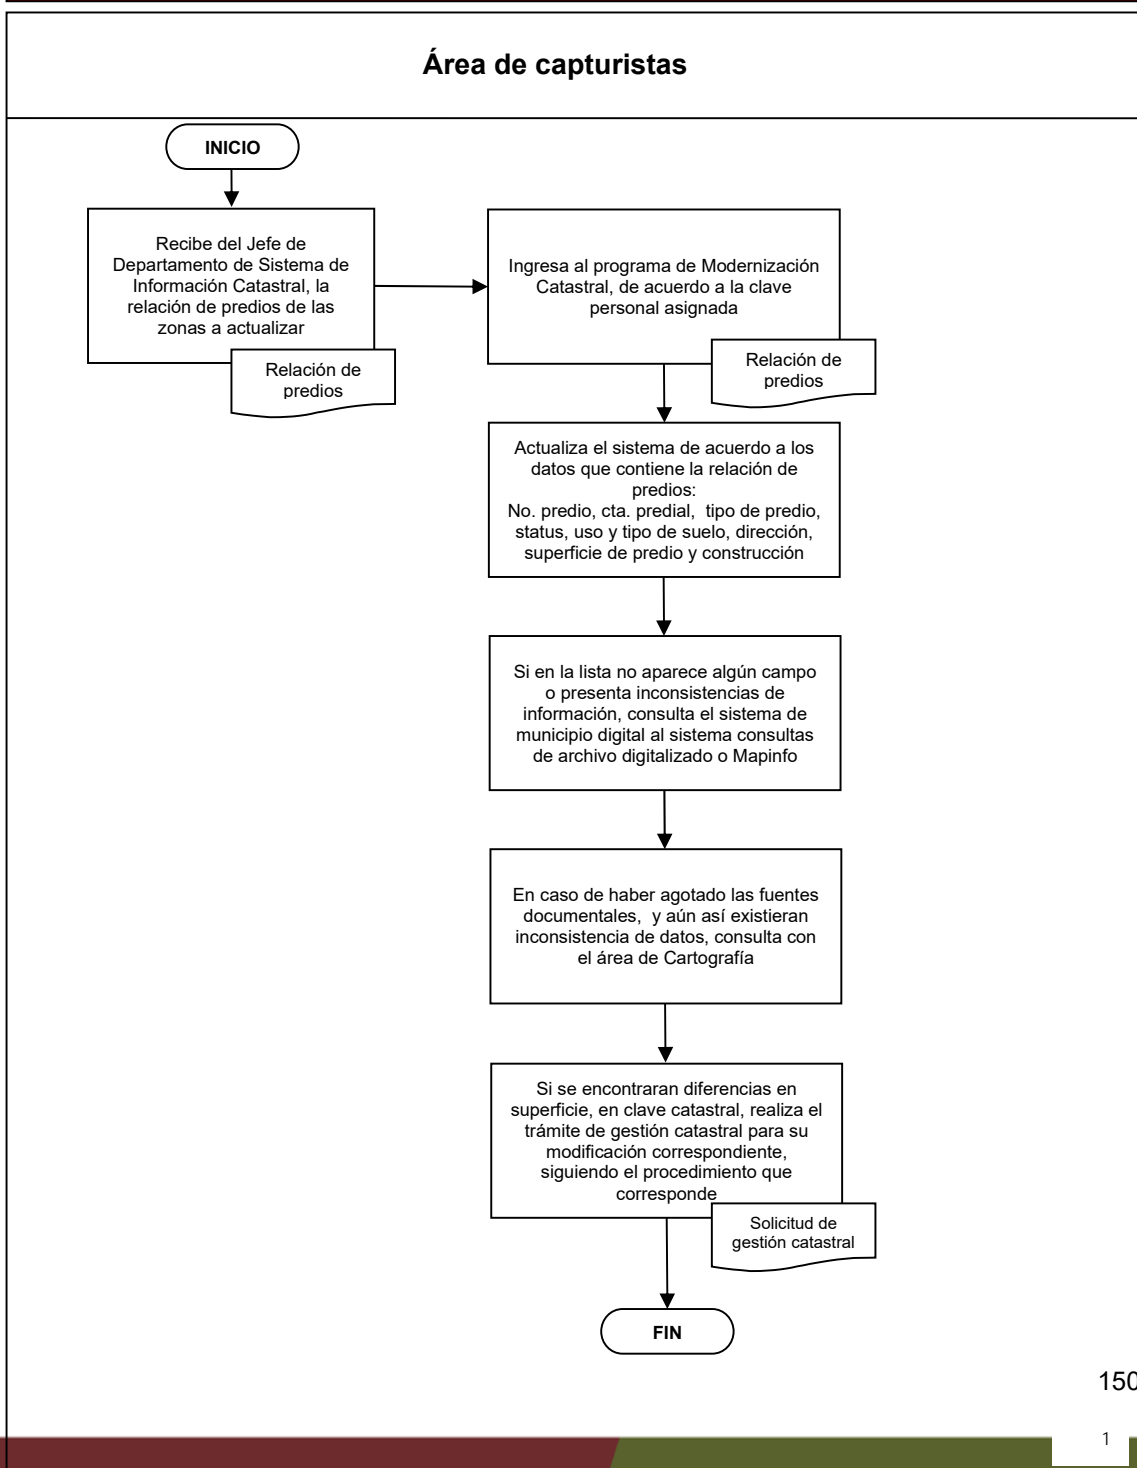 Área de capturistas
INICIO
Recibe del Jefe de
Departamento de Sistema de
Información Catastral, la
relación de predios de las
zonas a actualizar
Relación de
predios
Ingresa al programa de Modernización
Catastral, de acuerdo a la clave
personal asignada
Relación de
predios
Actualiza el sistema de acuerdo a los
datos que contiene la relación de
predios:
No. predio, cta. predial, tipo de predio,
status, uso y tipo de suelo, dirección,
superficie de predio y construcción
Si en la lista no aparece algún campo
o presenta inconsistencias de
información, consulta el sistema de
municipio digital al sistema consultas
de archivo digitalizado o Mapinfo
En caso de haber agotado las fuentes
documentales, y aún así existieran
inconsistencia de datos, consulta con
el área de Cartografía
Si se encontraran diferencias en
superficie, en clave catastral, realiza el
trámite de gestión catastral para su
modificación correspondiente,
siguiendo el procedimiento que
corresponde
Solicitud de
gestión catastral
FIN
150
1